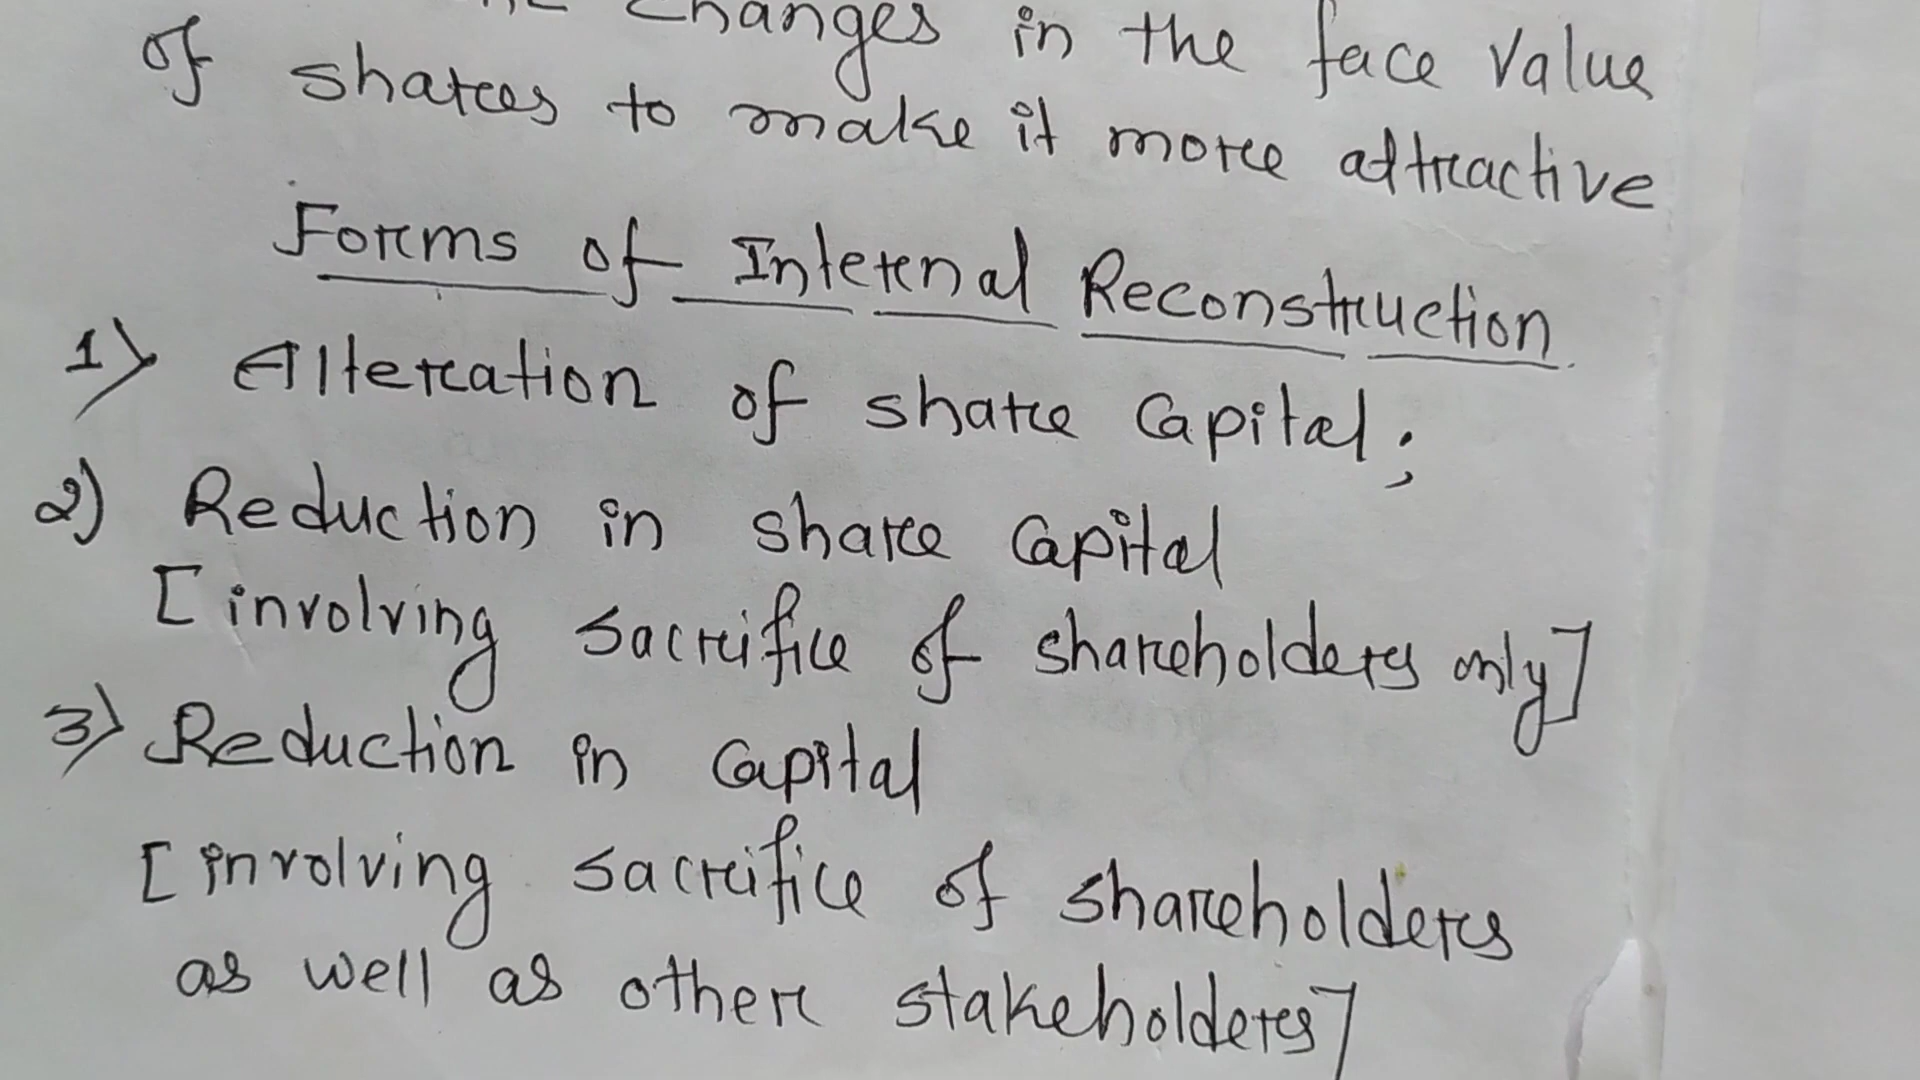 changes in the face value
of shares to make it more attractive
Forms of Internal Reconstruction
1) Alteration of share capital;
2) Reduction in share capital
[involving sacrifice of shareholders only]
3) Reduction in capital
[involving sacrifice of shareholders
as well as other stakeholders]